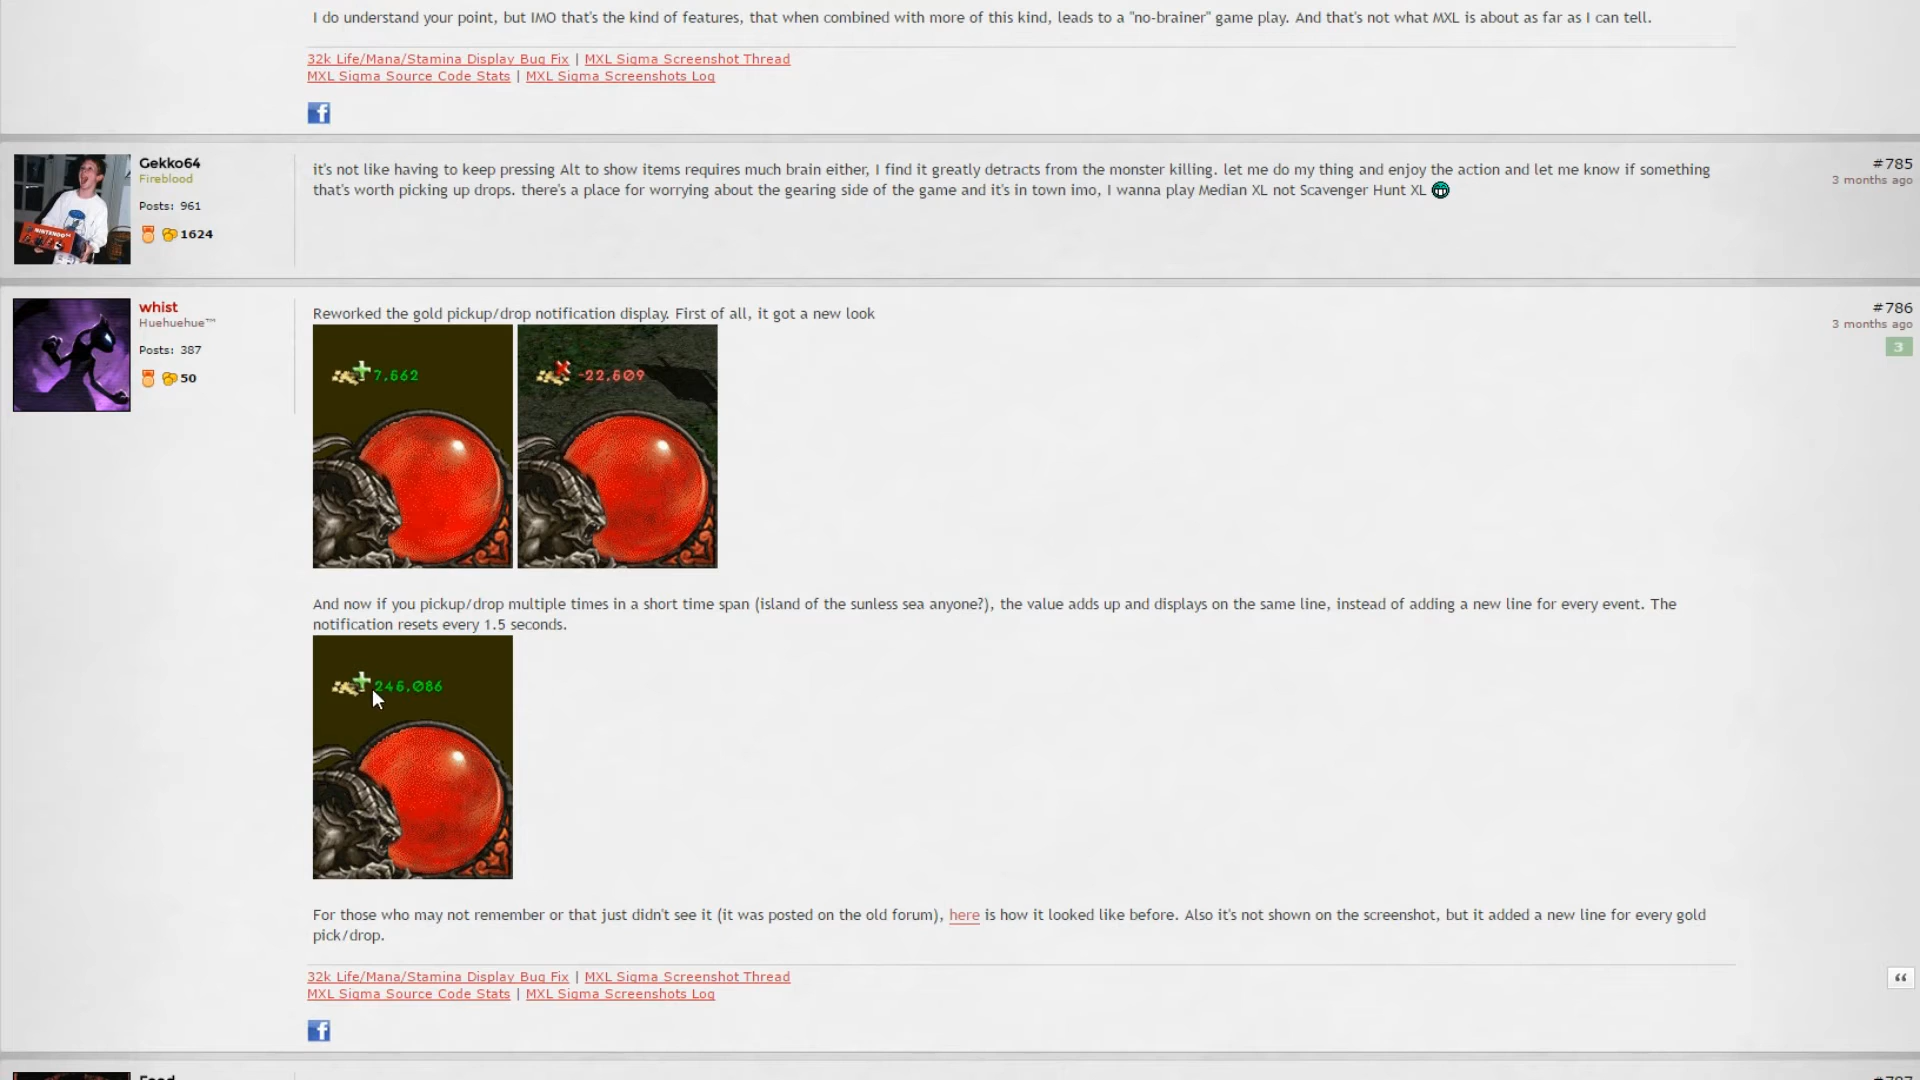 I do understand your point, but IMO that's the kind of features, that when combined with more of this kind, leads to a "no-brainer" game play. And that's not what MXL is about as far as I can tell.
32k Life/Mana/Stamina Display Bug Fix | MXL Sigma Screenshot Thread
MXL Sigma Source Code Stats | MXL Sigma Screenshots Log
Gekko64
Fireblood
Posts: 961
1624
it's not like having to keep pressing Alt to show items requires much brain either, I find it greatly detracts from the monster killing. let me do my thing and enjoy the action and let me know if something
that's worth picking up drops. there's a place for worrying about the gearing side of the game and it's in town imo, I wanna play Median XL not Scavenger Hunt XL
#785
3 months ago
whist
Huehuehue™
Posts: 387
50
Reworked the gold pickup/drop notification display. First of all, it got a new look
#786
3 months ago
3
7,662
-22,609
And now if you pickup/drop multiple times in a short time span (island of the sunless sea anyone?), the value adds up and displays on the same line, instead of adding a new line for every event. The
notification resets every 1.5 seconds.
246,086
For those who may not remember or that just didn't see it (it was posted on the old forum), here is how it looked like before. Also it's not shown on the screenshot, but it added a new line for every gold
pick/drop.
32k Life/Mana/Stamina Display Bug Fix | MXL Sigma Screenshot Thread
MXL Sigma Source Code Stats | MXL Sigma Screenshots Log